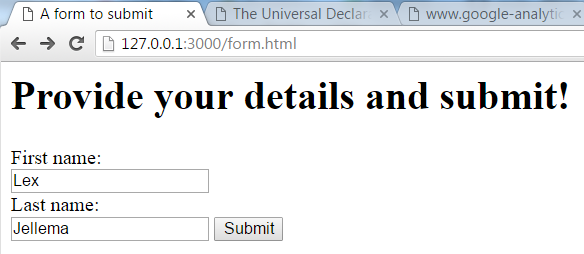 A form to submit
The Universal Declara
www.google-analytic
127.0.0.1:3000/form.html
Provide your details and submit!
First name:
Lex
Last name:
Jellema
Submit